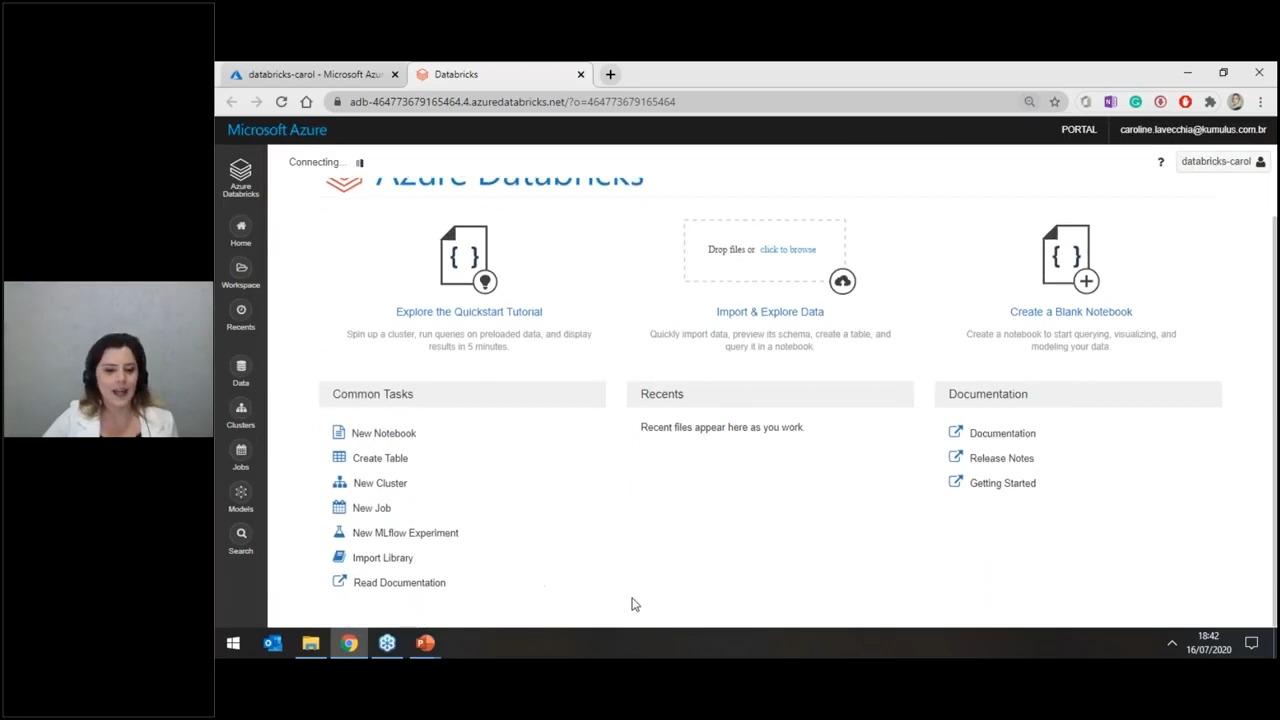 databricks-carol - Microsoft Azu
Databricks
adb-464773679165464.4.azuredatabricks.net/?o=464773679165464
Microsoft Azure
PORTAL
caroline.lavecchia@kumulus.com.br
Azure
Databricks
Home
Workspace
Recents
Data
Clusters
Jobs
Models
Search
Connecting...
?
databricks-carol
Azure Databricks
Explore the Quickstart Tutorial
Spin up a cluster, run queries on preloaded data, and display
results in 5 minutes.
Drop files or click to browse
Import & Explore Data
Quickly import data, preview its schema, create a table, and
query it in a notebook.
Create a Blank Notebook
Create a notebook to start querying, visualizing, and
modeling your data.
Common Tasks
New Notebook
Create Table
New Cluster
New Job
New MLflow Experiment
Import Library
Read Documentation
Recents
Recent files appear here as you work.
Documentation
Documentation
Release Notes
Getting Started
18:42
16/07/2020